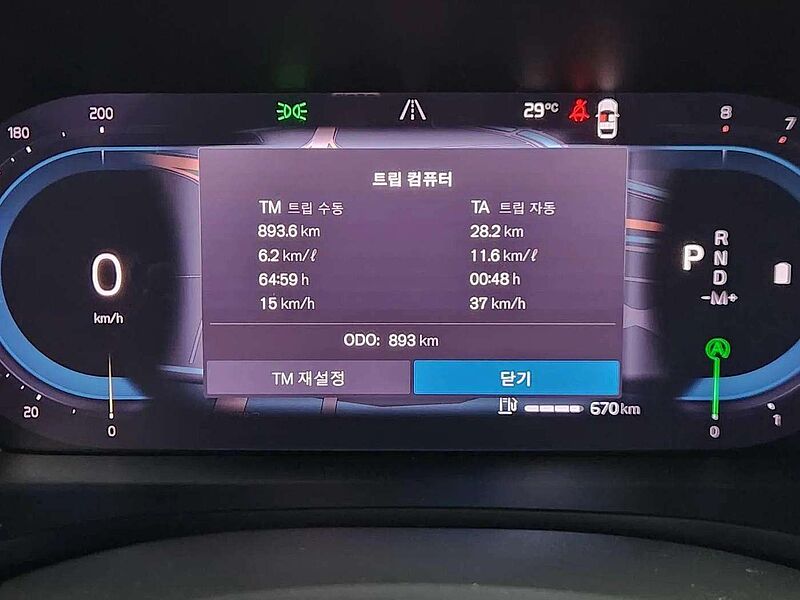 200
29°C
8
180
7
트립 컴퓨터
TM 트립 수동
TA 트립 자동
893.6 km
28.2 km
6.2 km/ℓ
11.6 km/ℓ
64:59 h
00:48 h
15 km/h
37 km/h
0
km/h
P
R
N
D
-M+
ODO: 893 km
TM 재설정
닫기
A
20
0
670km
0
1